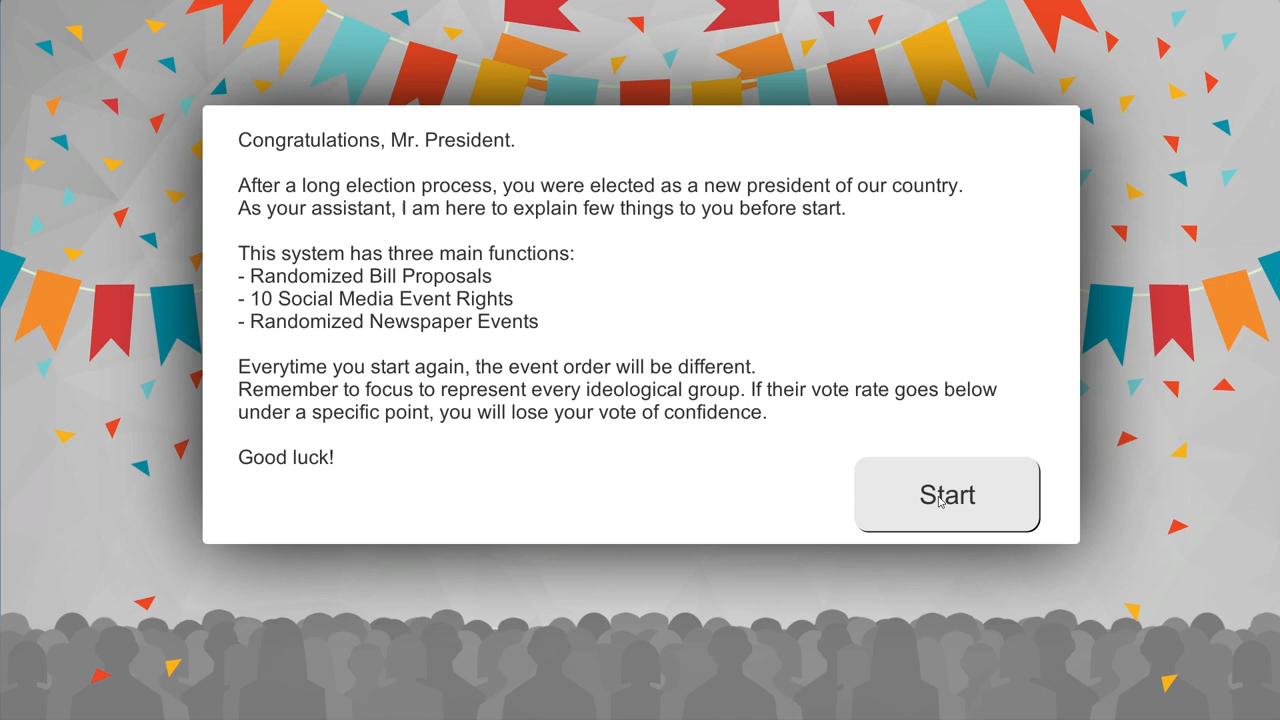 Congratulations, Mr. President.
After a long election process, you were elected as a new president of our country.
As your assistant, I am here to explain few things to you before start.
This system has three main functions:
- Randomized Bill Proposals
- 10 Social Media Event Rights
- Randomized Newspaper Events
Everytime you start again, the event order will be different.
Remember to focus to represent every ideological group. If their vote rate goes below
under a specific point, you will lose your vote of confidence.
Good luck!
Start